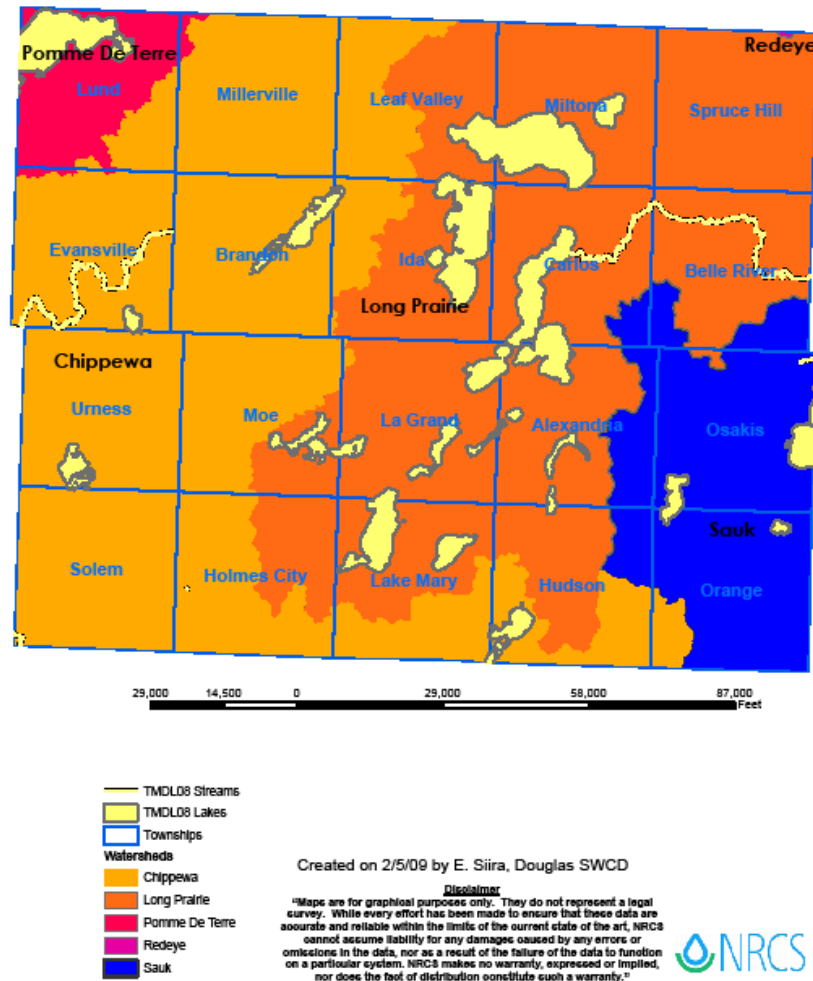 Pomme De Terre
Redeye
Lund
Millerville
Leaf Valley
Miltona
Spruce Hill
Evansville
Brandon
Ida
Carlos
Belle River
Long Prairie
Chippewa
Urness
Moe
La Grand
Alexandria
Osakis
Sauk
Solem
Holmes City
Lake Mary
Hudson
Orange
29,000 14,500 0 29,000 58,000 87,000
Feet
TMDL08 Streams
TMDL08 Lakes
Townships
Watersheds
Chippewa
Long Prairie
Pomme De Terre
Redeye
Sauk
Created on 2/5/09 by E. Siira, Douglas SWCD
Disclaimer
"Maps are for graphical purposes only. They do not represent a legal
survey. While every effort has been made to ensure that these data are
accurate and reliable within the limits of the current state of the art, NRCS
cannot assume liability for any damages caused by any errors or
omissions in the data, nor as a result of the failure of the data to function
on a particular system. NRCS makes no warranty, expressed or implied,
nor does the fact of distribution constitute such a warranty."
NRCS